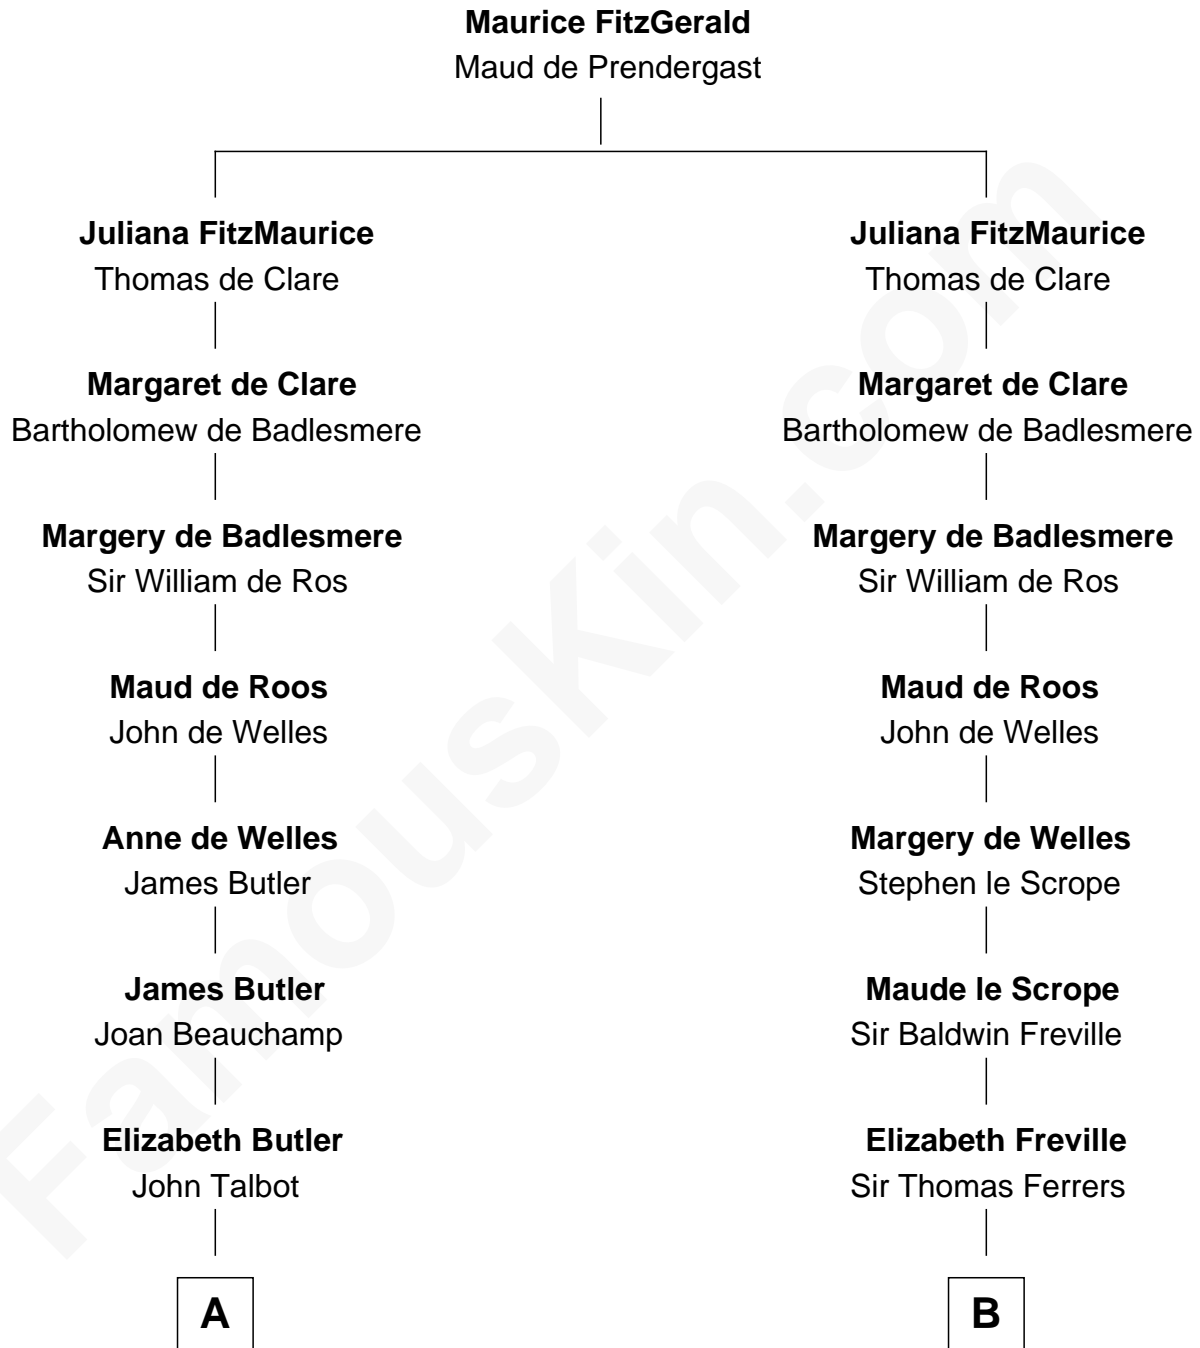 Maurice FitzGerald
Maud de Prendergast
Juliana FitzMaurice
Thomas de Clare
Margaret de Clare
Bartholomew de Badlesmere
Margery de Badlesmere
Sir William de Ros
Maud de Roos
John de Welles
Anne de Welles
James Butler
James Butler
Joan Beauchamp
Elizabeth Butler
John Talbot
A
Juliana FitzMaurice
Thomas de Clare
Margaret de Clare
Bartholomew de Badlesmere
Margery de Badlesmere
Sir William de Ros
Maud de Roos
John de Welles
Margery de Welles
Stephen le Scrope
Maude le Scrope
Sir Baldwin Freville
Elizabeth Freville
Sir Thomas Ferrers
B
FamousKin.com